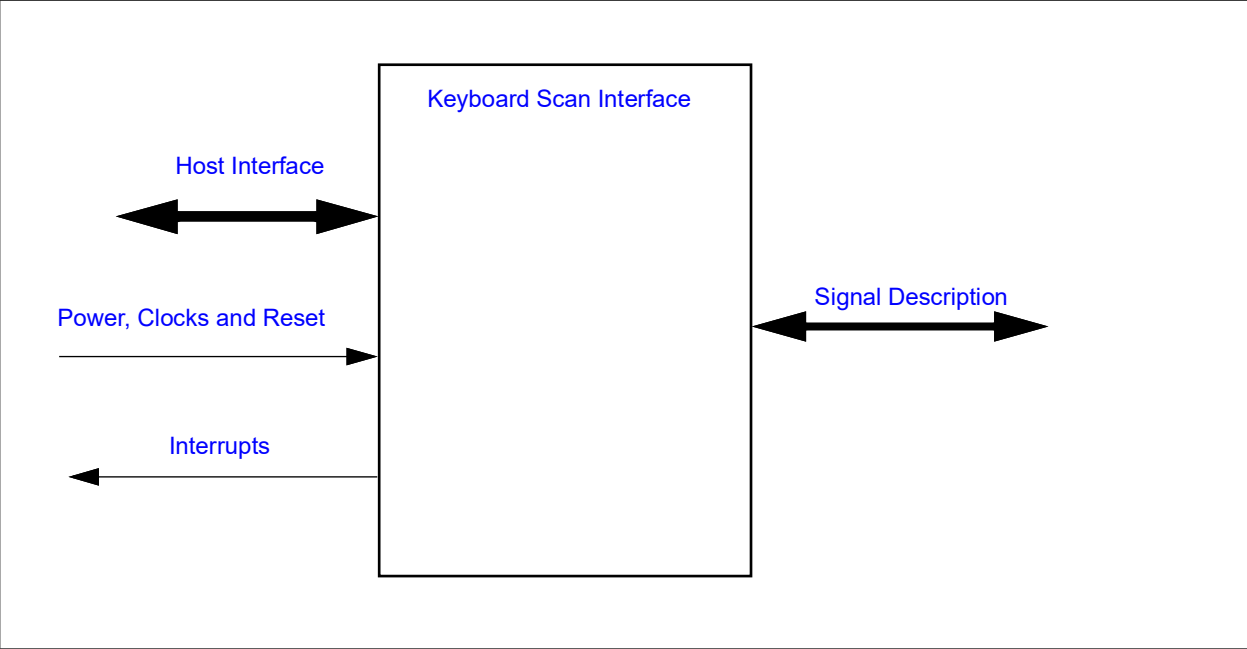 Keyboard Scan Interface
Host Interface
Signal Description
Power, Clocks and Reset
Interrupts